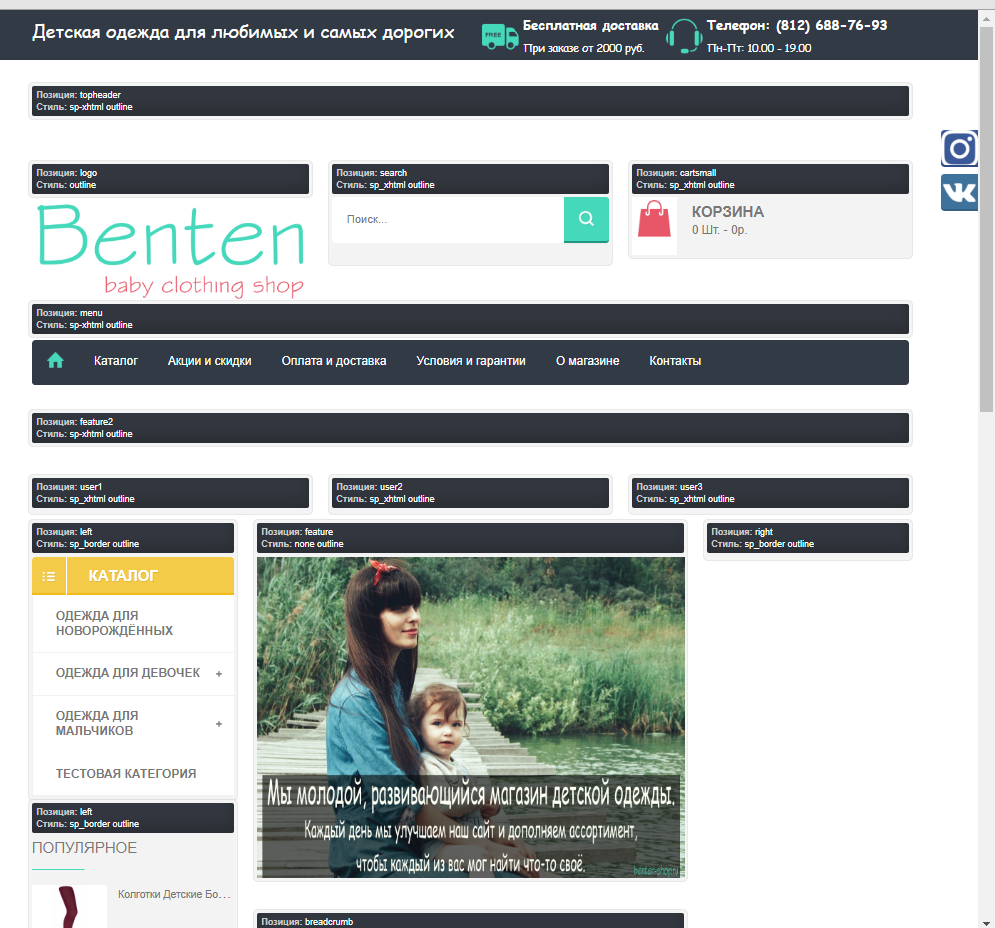 Детская одежда для любимых и самых дорогих
FREE
Бесплатная доставка
При заказе от 2000 руб.
Телефон: (812) 688-76-93
Пн-Пт: 10.00 - 19.00
Позиция: topheader
Стиль: sp-xhtml outline
Позиция: logo
Стиль: outline
Benten
baby clothing shop
Позиция: search
Стиль: sp_xhtml outline
Поиск...
Позиция: cartsmall
Стиль: sp_xhtml outline
КОРЗИНА
0 Шт. - 0р.
Позиция: menu
Стиль: sp-xhtml outline
Каталог
Акции и скидки
Оплата и доставка
Условия и гарантии
О магазине
Контакты
Позиция: feature2
Стиль: sp-xhtml outline
Позиция: user1
Стиль: sp_xhtml outline
Позиция: user2
Стиль: sp_xhtml outline
Позиция: user3
Стиль: sp_xhtml outline
Позиция: left
Стиль: sp_border outline
КАТАЛОГ
ОДЕЖДА ДЛЯ
НОВОРОЖДЁННЫХ
ОДЕЖДА ДЛЯ ДЕВОЧЕК +
ОДЕЖДА ДЛЯ
МАЛЬЧИКОВ +
ТЕСТОВАЯ КАТЕГОРИЯ
Позиция: left
Стиль: sp_border outline
ПОПУЛЯРНОЕ
Колготки Детские Бо...
Позиция: feature
Стиль: none outline
Мы молодой, развивающийся магазин детской одежды.
Каждый день мы улучшаем наш сайт и дополняем ассортимент,
чтобы каждый из вас мог найти что-то своё.
benten-shop.ru
Позиция: breadcrumb
Позиция: right
Стиль: sp_border outline